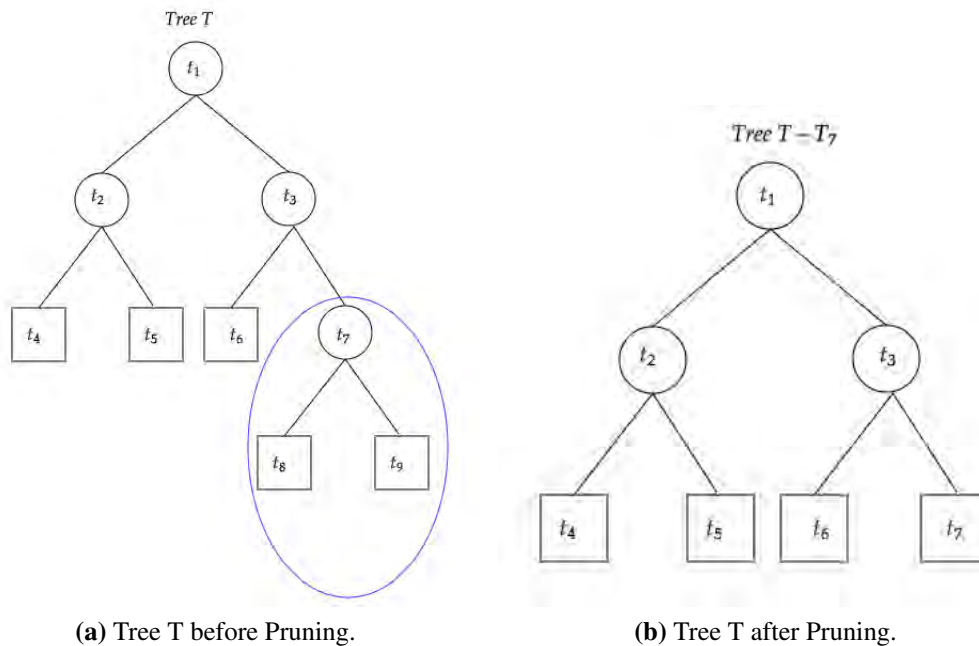 Tree T
t₁
t₂
t₃
t₄
t₅
t₆
t₇
t₈
t₉
(a) Tree T before Pruning.
Tree T – T₇
t₁
t₂
t₃
t₄
t₅
t₆
t₇
(b) Tree T after Pruning.